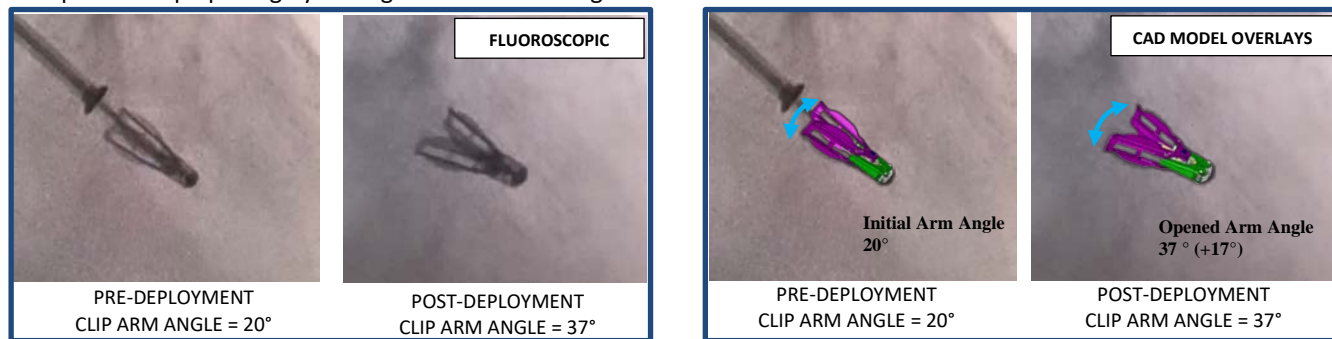 FLUOROSCOPIC
PRE-DEPLOYMENT
CLIP ARM ANGLE = 20°
POST-DEPLOYMENT
CLIP ARM ANGLE = 37°
CAD MODEL OVERLAYS
Initial Arm Angle
20°
Opened Arm Angle
37 ° (+17°)
PRE-DEPLOYMENT
CLIP ARM ANGLE = 20°
POST-DEPLOYMENT
CLIP ARM ANGLE = 37°